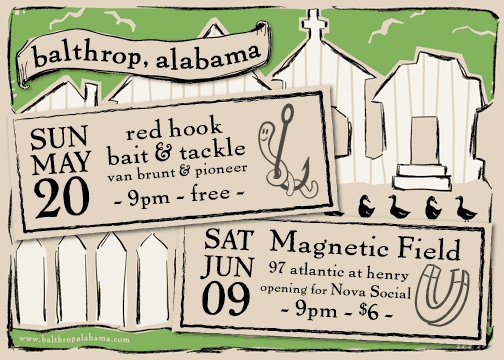 balthrop, alabama
SUN
MAY
20
red hook
bait & tackle
van brunt & pioneer
- 9pm - free -
SAT
JUN
09
Magnetic Field
97 atlantic at henry
opening for Nova Social
- 9pm - $6 -
www.balthropalabama.com